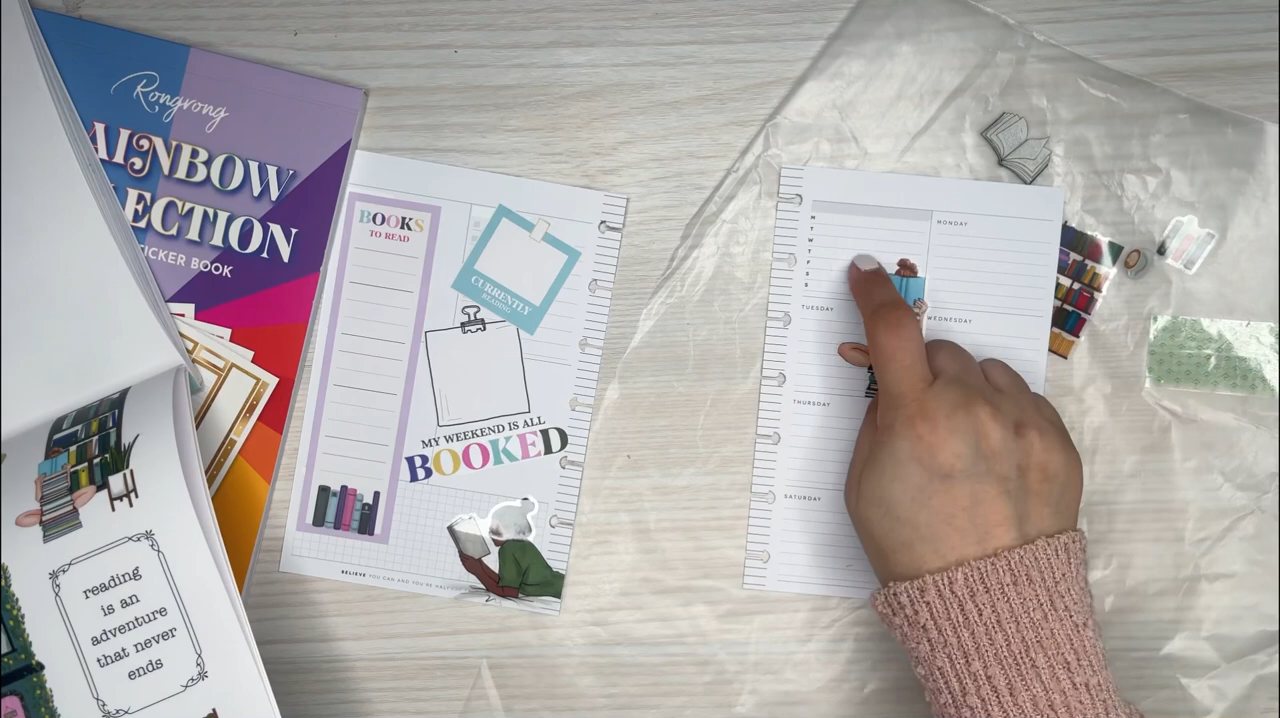 Rongrong
AINBOW
LECTION
ICKER BOOK
reading
is an
adventure
that never
ends
BOOKS
TO READ
CURRENTLY
READING
MY WEEKEND IS ALL
BOOKED
BELIEVE YOU CAN AND YOU'RE HALF
M
T
W
T
F
S
S
MONDAY
TUESDAY
WEDNESDAY
THURSDAY
SATURDAY